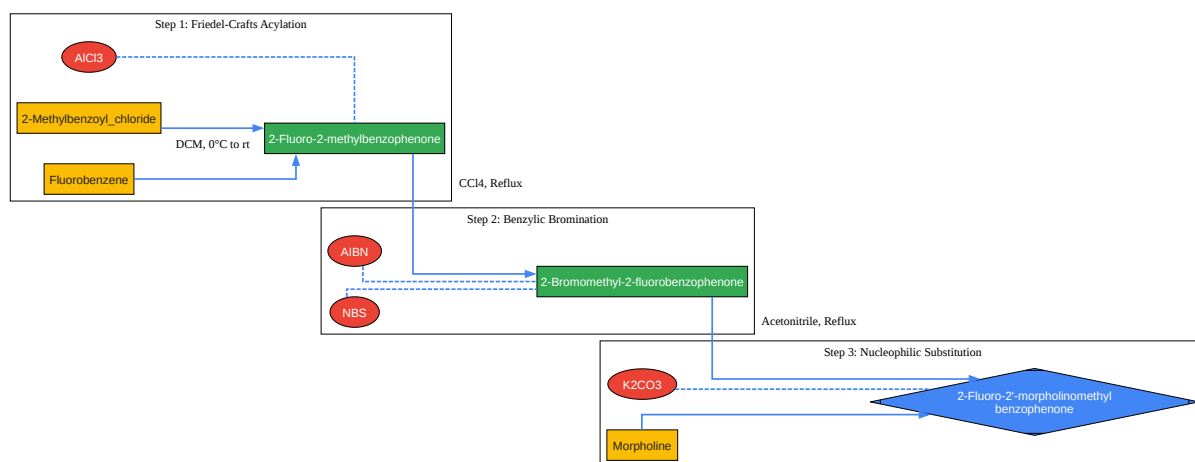 Step 1: Friedel-Crafts Acylation
AlCl3
2-Methylbenzoyl_chloride
DCM, 0°C to rt
2-Fluoro-2-methylbenzophenone
Fluorobenzene
CCl4, Reflux
Step 2: Benzylic Bromination
AIBN
2-Bromomethyl-2-fluorobenzophenone
NBS
Acetonitrile, Reflux
Step 3: Nucleophilic Substitution
K2CO3
2-Fluoro-2'-morpholinomethyl
benzophenone
Morpholine